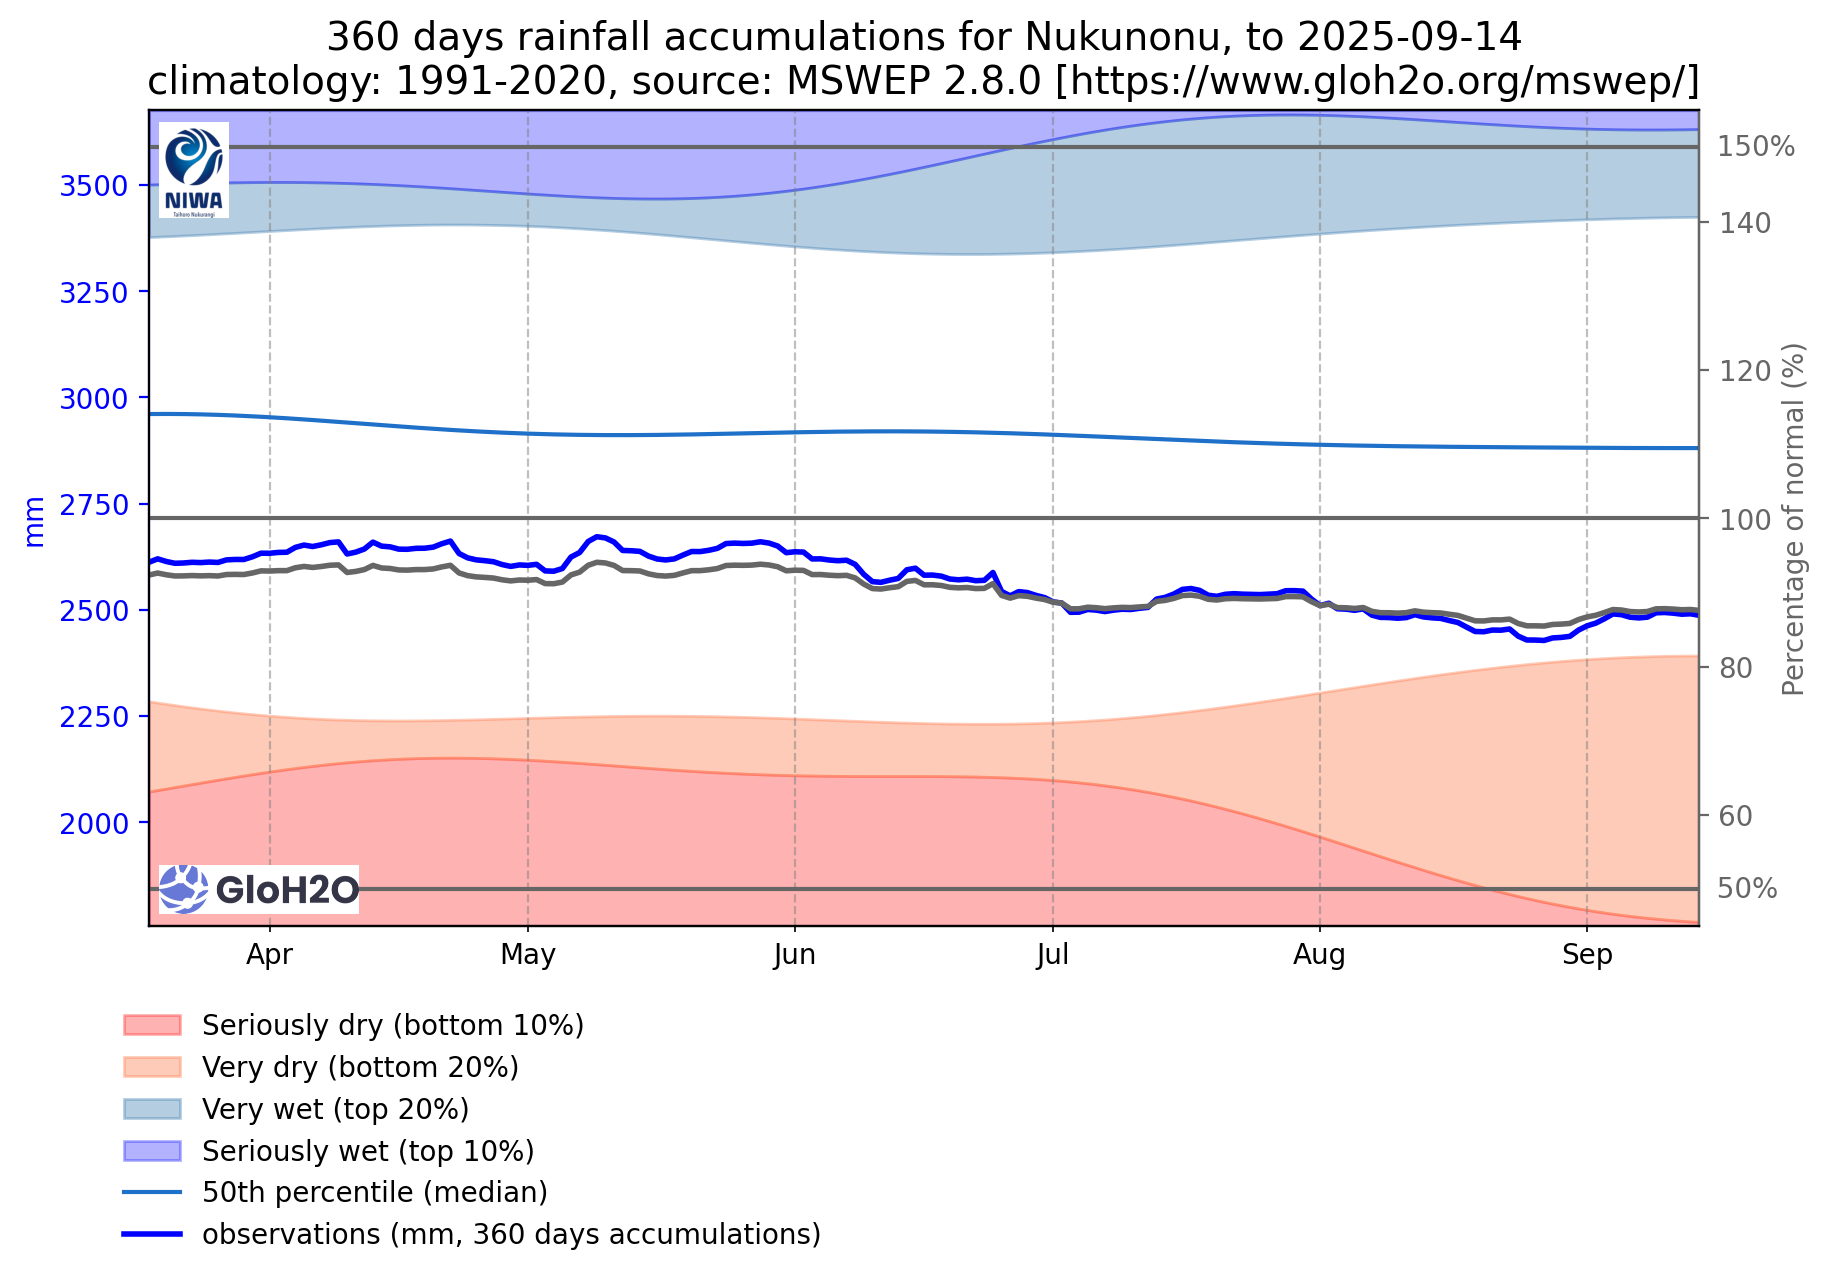 360 days rainfall accumulations for Nukunonu, to 2025-09-14
climatology: 1991-2020, source: MSWEP 2.8.0 [https://www.gloh2o.org/mswep/]
NIWA
Taihoro Nukurangi
3500
3250
3000
2750
2500
2250
2000
mm
150%
140
120
100
80
60
50%
Percentage of normal (%)
GloH2O
Apr
May
Jun
Jul
Aug
Sep
Seriously dry (bottom 10%)
Very dry (bottom 20%)
Very wet (top 20%)
Seriously wet (top 10%)
50th percentile (median)
observations (mm, 360 days accumulations)